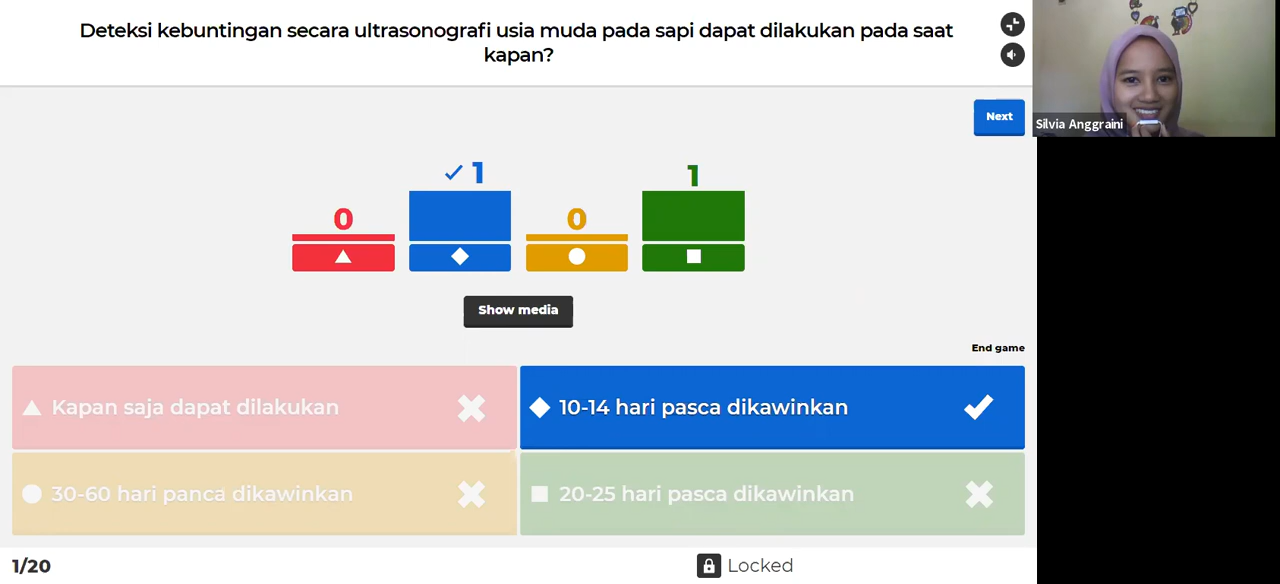 Deteksi kebuntingan secara ultrasonografi usia muda pada sapi dapat dilakukan pada saat
kapan?
Silvia Anggraini
Next
1
1
0
0
Show media
End game
Kapan saja dapat dilakukan
10-14 hari pasca dikawinkan
30-60 hari panca dikawinkan
20-25 hari pasca dikawinkan
1/20
Locked